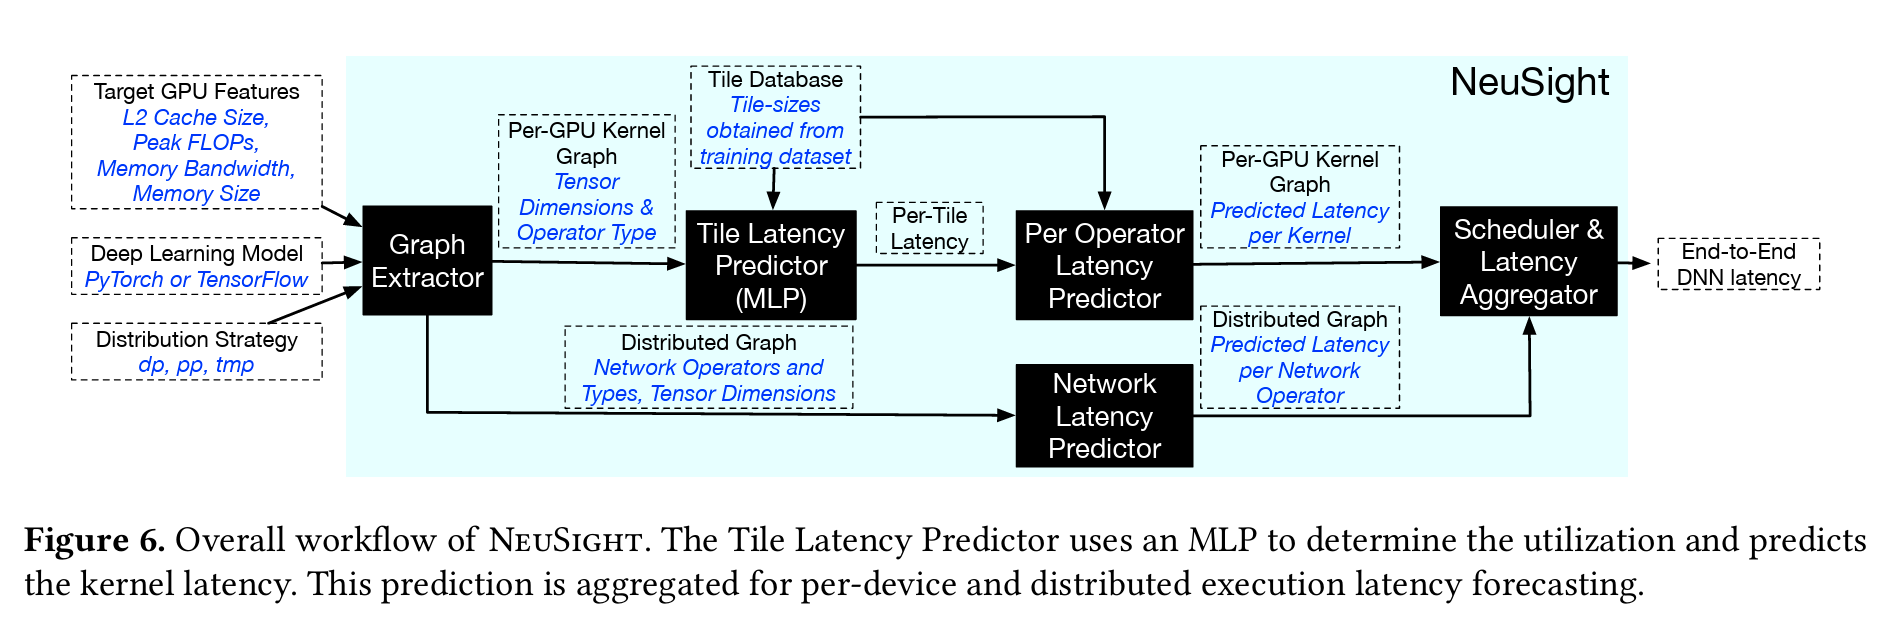 NeuSight
Target GPU Features
L2 Cache Size,
Peak FLOPs,
Memory Bandwidth,
Memory Size
Deep Learning Model
PyTorch or TensorFlow
Distribution Strategy
dp, pp, tmp
Graph
Extractor
Per-GPU Kernel
Graph
Tensor
Dimensions &
Operator Type
Tile Database
Tile-sizes
obtained from
training dataset
Tile Latency
Predictor
(MLP)
Per-Tile
Latency
Per Operator
Latency
Predictor
Per-GPU Kernel
Graph
Predicted Latency
per Kernel
Distributed Graph
Network Operators and
Types, Tensor Dimensions
Network
Latency
Predictor
Distributed Graph
Predicted Latency
per Network
Operator
Scheduler &
Latency
Aggregator
End-to-End
DNN latency
Figure 6. Overall workflow of NeuSight. The Tile Latency Predictor uses an MLP to determine the utilization and predicts
the kernel latency. This prediction is aggregated for per-device and distributed execution latency forecasting.